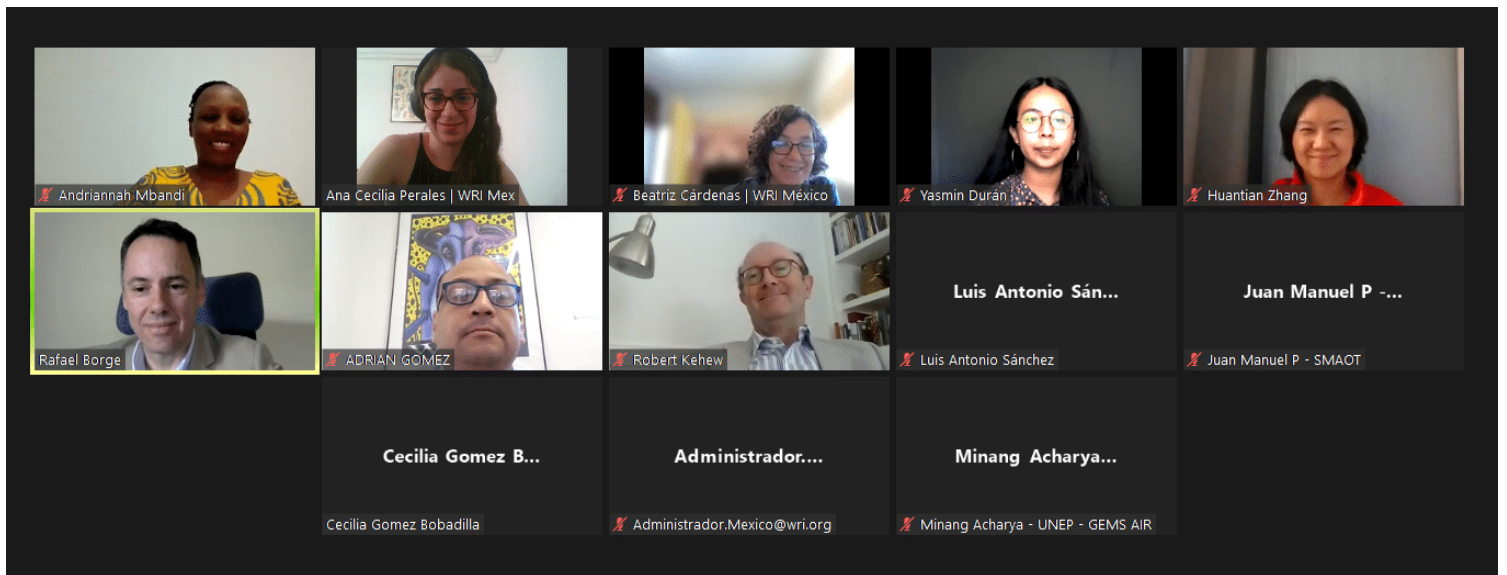 Andriannah Mbandi
Ana Cecilia Perales | WRI Mex
Beatriz Cárdenas | WRI México
Yasmin Durán
Huantian Zhang
Rafael Borge
ADRIAN GOMEZ
Robert Kehew
Luis Antonio Sán...
Luis Antonio Sánchez
Juan Manuel P -...
Juan Manuel P - SMAOT
Cecilia Gomez B...
Cecilia Gomez Bobadilla
Administrador....
Administrador.Mexico@wri.org
Minang Acharya...
Minang Acharya - UNEP - GEMS AIR